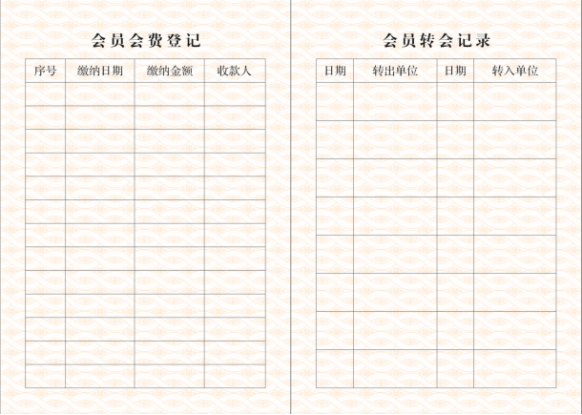 会员会费登记
序号 缴纳日期 缴纳金额 收款人
会员转会记录
日期 转出单位 日期 转入单位